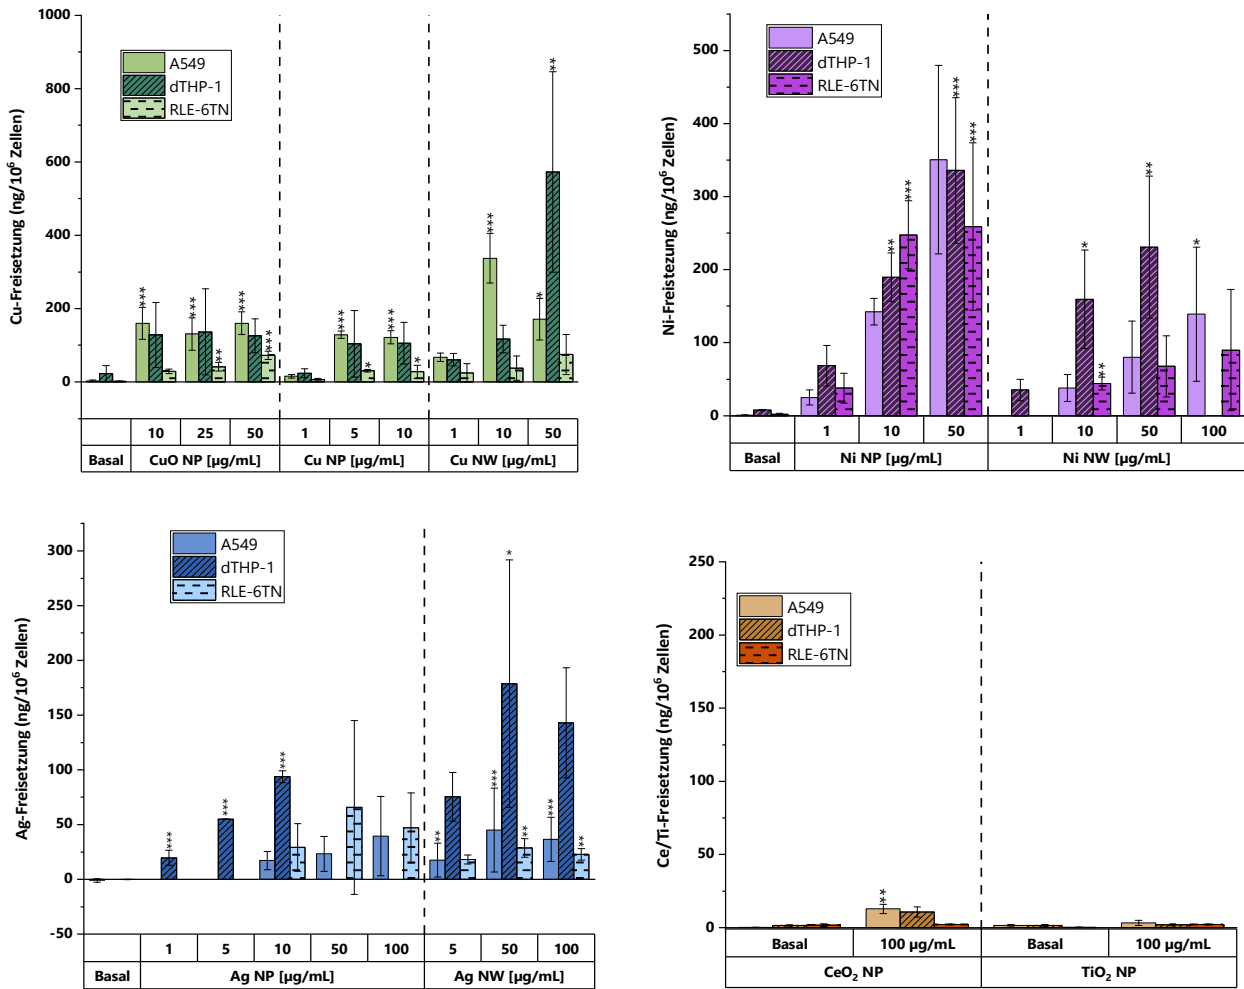 Cu-Freisetzung (ng/10⁶ Zellen)
1000
800
600
400
200
0
A549
dTHP-1
RLE-6TN
***
***
***
****
**
****
****
*
*
***
*
**
10 25 50 1 5 10 1 10 50
Basal CuO NP [µg/mL] Cu NP [µg/mL] Cu NW [µg/mL]
Ni-Freistezung (ng/10⁶ Zellen)
500
400
300
200
100
0
A549
dTHP-1
RLE-6TN
***
****
***
****
*
**
**
*
1 10 50 1 10 50 100
Basal Ni NP [µg/mL] Ni NW [µg/mL]
Ag-Freisetzung (ng/10⁶ Zellen)
300
250
200
150
100
50
0
-50
A549
dTHP-1
RLE-6TN
****
***
****
**
***
*
***
***
**
1 5 10 50 100 5 50 100
Basal Ag NP [µg/mL] Ag NW [µg/mL]
Ce/Ti-Freisetzung (ng/10⁶ Zellen)
250
200
150
100
50
0
A549
dTHP-1
RLE-6TN
**
Basal 100 µg/mL Basal 100 µg/mL
CeO₂ NP TiO₂ NP